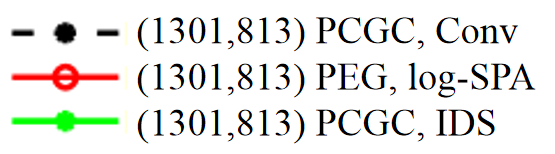 (1301,813) PCGC, Conv
(1301,813) PEG, log-SPA
(1301,813) PCGC, IDS